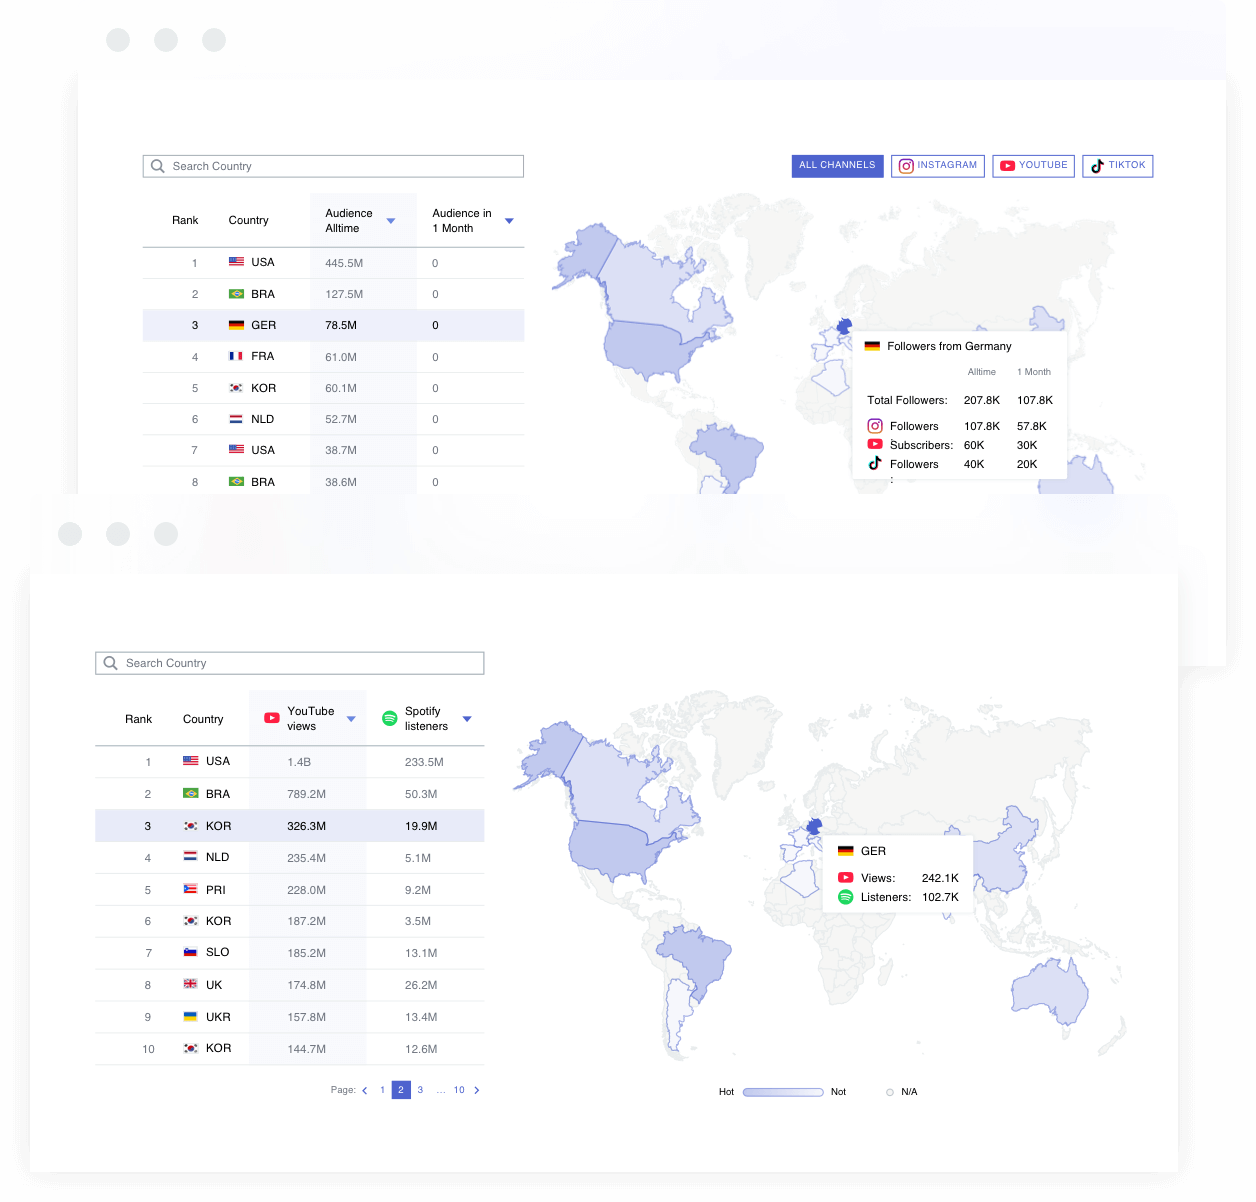 Search Country
ALL CHANNELS INSTAGRAM YOUTUBE TIKTOK
Rank Country Audience Alltime Audience in 1 Month
1 USA 445.5M 0
2 BRA 127.5M 0
3 GER 78.5M 0
4 FRA 61.0M 0
5 KOR 60.1M 0
6 NLD 52.7M 0
7 USA 38.7M 0
8 BRA 38.6M 0
Followers from Germany
Alltime 1 Month
Total Followers: 207.8K 107.8K
Followers : 107.8K 57.8K
Subscribers: 60K 30K
Followers : 40K 20K
Search Country
Rank Country YouTube views Spotify listeners
1 USA 1.4B 233.5M
2 BRA 789.2M 50.3M
3 KOR 326.3M 19.9M
4 NLD 235.4M 5.1M
5 PRI 228.0M 9.2M
6 KOR 187.2M 3.5M
7 SLO 185.2M 13.1M
8 UK 174.8M 26.2M
9 UKR 157.8M 13.4M
10 KOR 144.7M 12.6M
Page: 1 2 3 ... 10
GER
Views: 242.1K
Listeners: 102.7K
Hot Not N/A